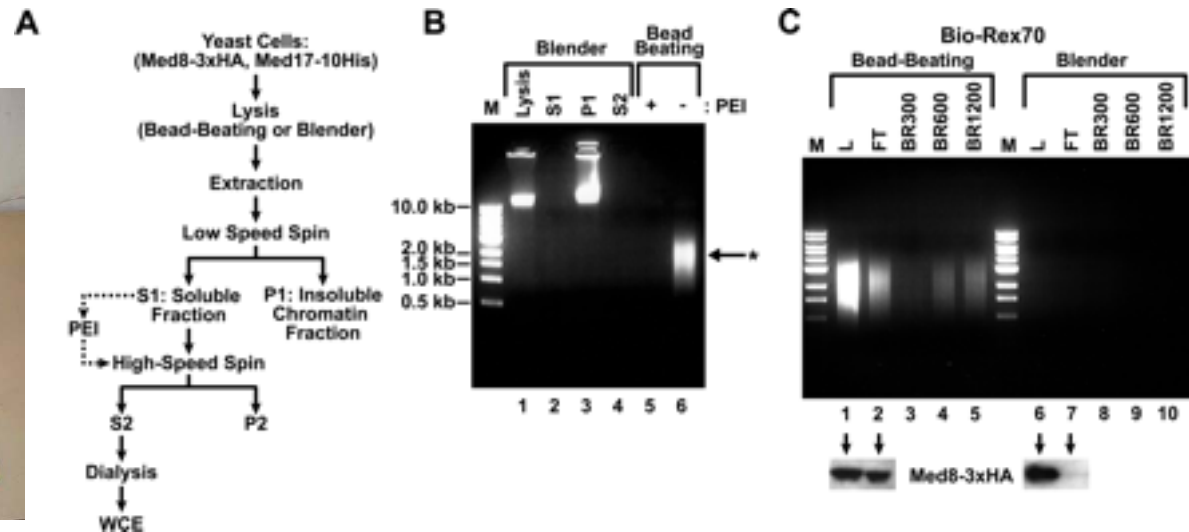 A
Yeast Cells:
(Med8-3xHA, Med17-10His)
Lysis
(Bead-Beating or Blender)
Extraction
Low Speed Spin
S1: Soluble
Fraction
P1: Insoluble
Chromatin
Fraction
PEI
High-Speed Spin
S2
P2
Dialysis
WCE
B
Blender
Bead
Beating
M
Lysis
S1
P1
S2
+
-
: PEI
10.0 kb
2.0 kb
1.5 kb
1.0 kb
0.5 kb
*
1 2 3 4 5 6
C
Bio-Rex70
Bead-Beating
Blender
M
L
FT
BR300
BR600
BR1200
M
L
FT
BR300
BR600
BR1200
1 2 3 4 5 6 7 8 9 10
Med8-3xHA